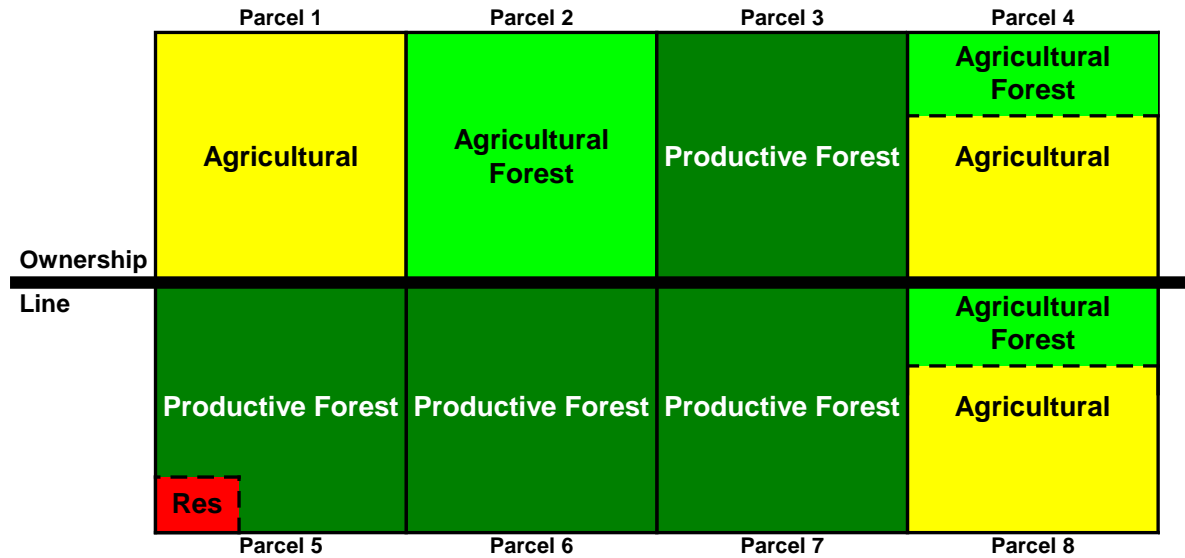 Parcel 1
Parcel 2
Parcel 3
Parcel 4
Agricultural
Agricultural
Forest
Productive Forest
Agricultural
Forest
Agricultural
Ownership
Line
Productive Forest
Res
Productive Forest
Productive Forest
Agricultural
Forest
Agricultural
Parcel 5
Parcel 6
Parcel 7
Parcel 8